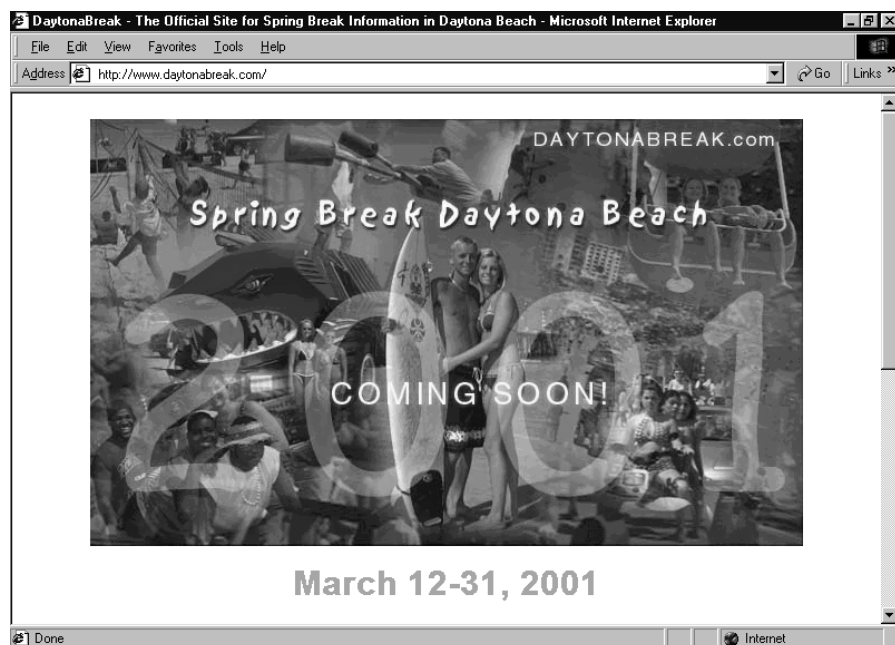 DaytonaBreak - The Official Site for Spring Break Information in Daytona Beach - Microsoft Internet Explorer
File Edit View Favorites Tools Help
Address http://www.daytonabreak.com/ Go Links »
DAYTONABREAK.com
Spring Break Daytona Beach
2001
COMING SOON!
March 12-31, 2001
Done Internet